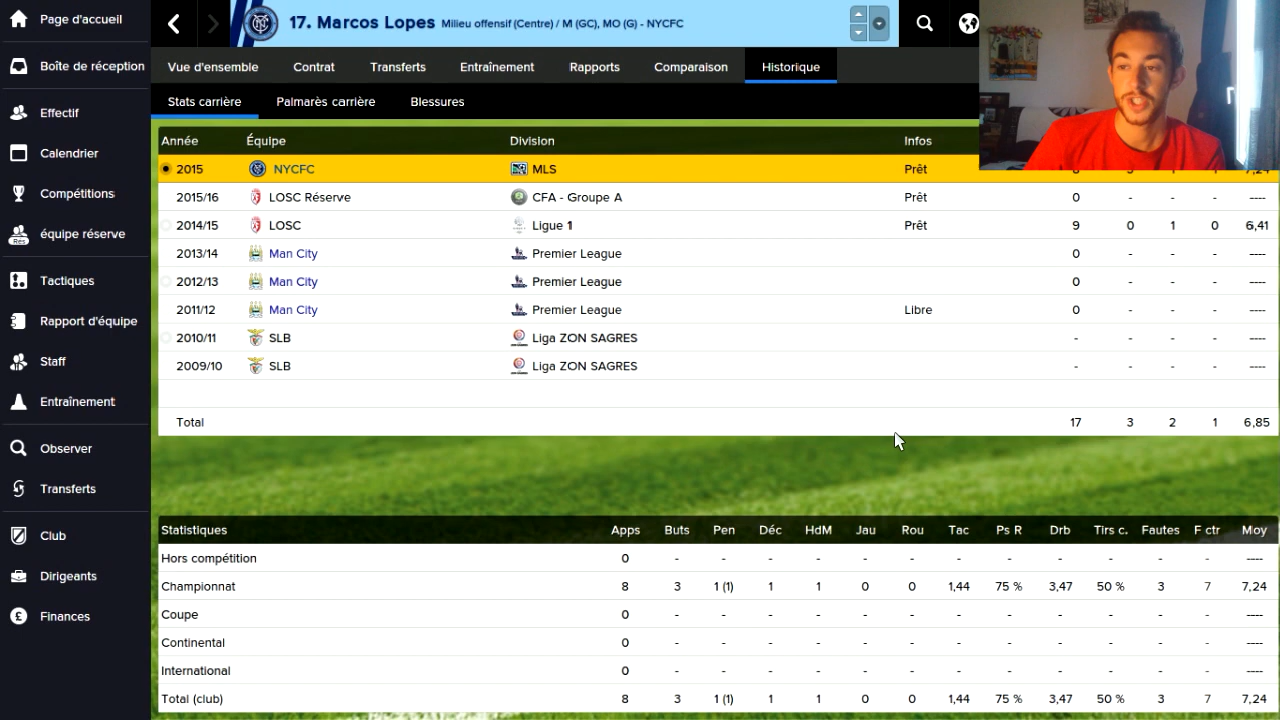 Page d'accueil
17. Marcos Lopes Milieu offensif (Centre) / M (GC), MO (G) - NYCFC
Boîte de réception
Vue d'ensemble Contrat Transferts Entraînement Rapports Comparaison Historique
Stats carrière Palmarès carrière Blessures
Effectif
Calendrier
Compétitions
Rés
équipe réserve
Tactiques
Rapport d'équipe
Staff
Entraînement
Observer
Transferts
Club
Dirigeants
£ Finances
Année Équipe Division Infos
2015 NYCFC MLS Prêt
2015/16 LOSC Réserve CFA - Groupe A Prêt 0 - - - ----
2014/15 LOSC Ligue 1 Prêt 9 0 1 0 6,41
2013/14 Man City Premier League 0 - - - ----
2012/13 Man City Premier League 0 - - - ----
2011/12 Man City Premier League Libre 0 - - - ----
2010/11 SLB Liga ZON SAGRES - - - - ----
2009/10 SLB Liga ZON SAGRES - - - - ----
Total 17 3 2 1 6,85
Statistiques Apps Buts Pen Déc HdM Jau Rou Tac Ps R Drb Tirs c. Fautes F ctr Moy
Hors compétition 0 - - - - - - - - - - - - ----
Championnat 8 3 1 (1) 1 1 0 0 1,44 75 % 3,47 50 % 3 7 7,24
Coupe 0 - - - - - - - - - - - - ----
Continental 0 - - - - - - - - - - - - ----
International 0 - - - - - - - - - - - - ----
Total (club) 8 3 1 (1) 1 1 0 0 1,44 75 % 3,47 50 % 3 7 7,24